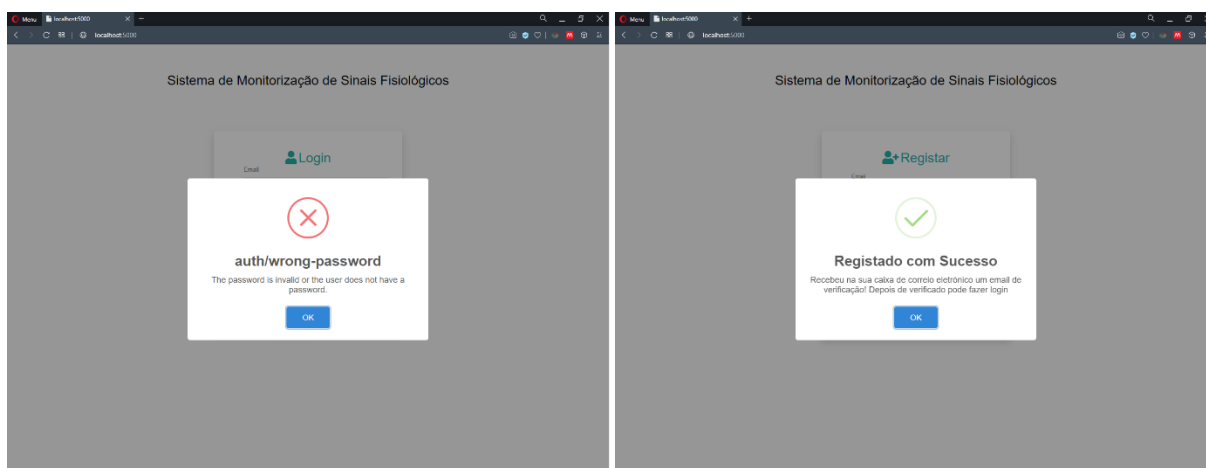 Menu localhost:5000
localhost:5000
Sistema de Monitorização de Sinais Fisiológicos
Login
Email
auth/wrong-password
The password is invalid or the user does not have a
password.
OK
Menu localhost:5000
localhost:5000
Sistema de Monitorização de Sinais Fisiológicos
Registar
Email
Registado com Sucesso
Recebeu na sua caixa de correio eletrónico um email de
verificação! Depois de verificado pode fazer login
OK